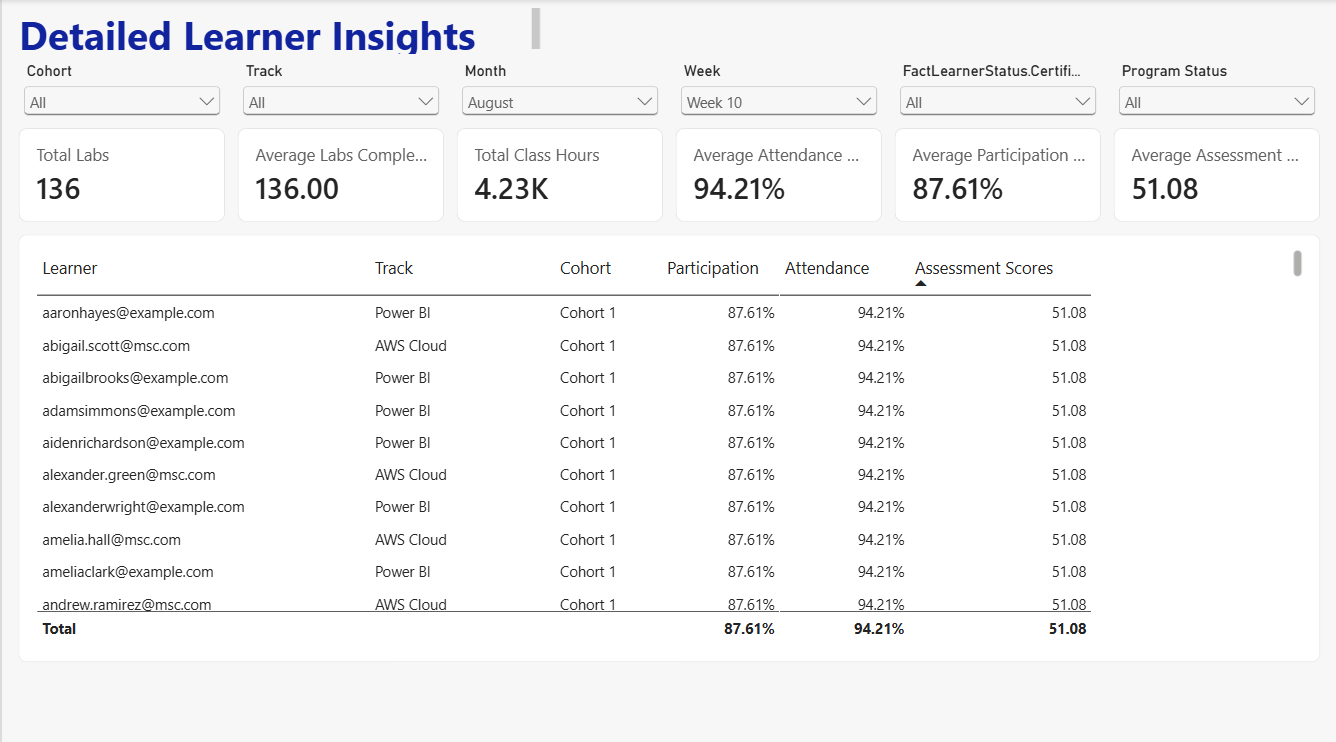 Detailed Learner Insights
Cohort Track Month Week FactLearnerStatus.Certifi... Program Status
All All August Week 10 All All
Total Labs Average Labs Comple... Total Class Hours Average Attendance ... Average Participation ... Average Assessment ...
136 136.00 4.23K 94.21% 87.61% 51.08
Learner Track Cohort Participation Attendance Assessment Scores
aaronhayes@example.com Power BI Cohort 1 87.61% 94.21% 51.08
abigail.scott@msc.com AWS Cloud Cohort 1 87.61% 94.21% 51.08
abigailbrooks@example.com Power BI Cohort 1 87.61% 94.21% 51.08
adamsimmons@example.com Power BI Cohort 1 87.61% 94.21% 51.08
aidenrichardson@example.com Power BI Cohort 1 87.61% 94.21% 51.08
alexander.green@msc.com AWS Cloud Cohort 1 87.61% 94.21% 51.08
alexanderwright@example.com Power BI Cohort 1 87.61% 94.21% 51.08
amelia.hall@msc.com AWS Cloud Cohort 1 87.61% 94.21% 51.08
ameliaclark@example.com Power BI Cohort 1 87.61% 94.21% 51.08
andrew.ramirez@msc.com AWS Cloud Cohort 1 87.61% 94.21% 51.08
Total 87.61% 94.21% 51.08